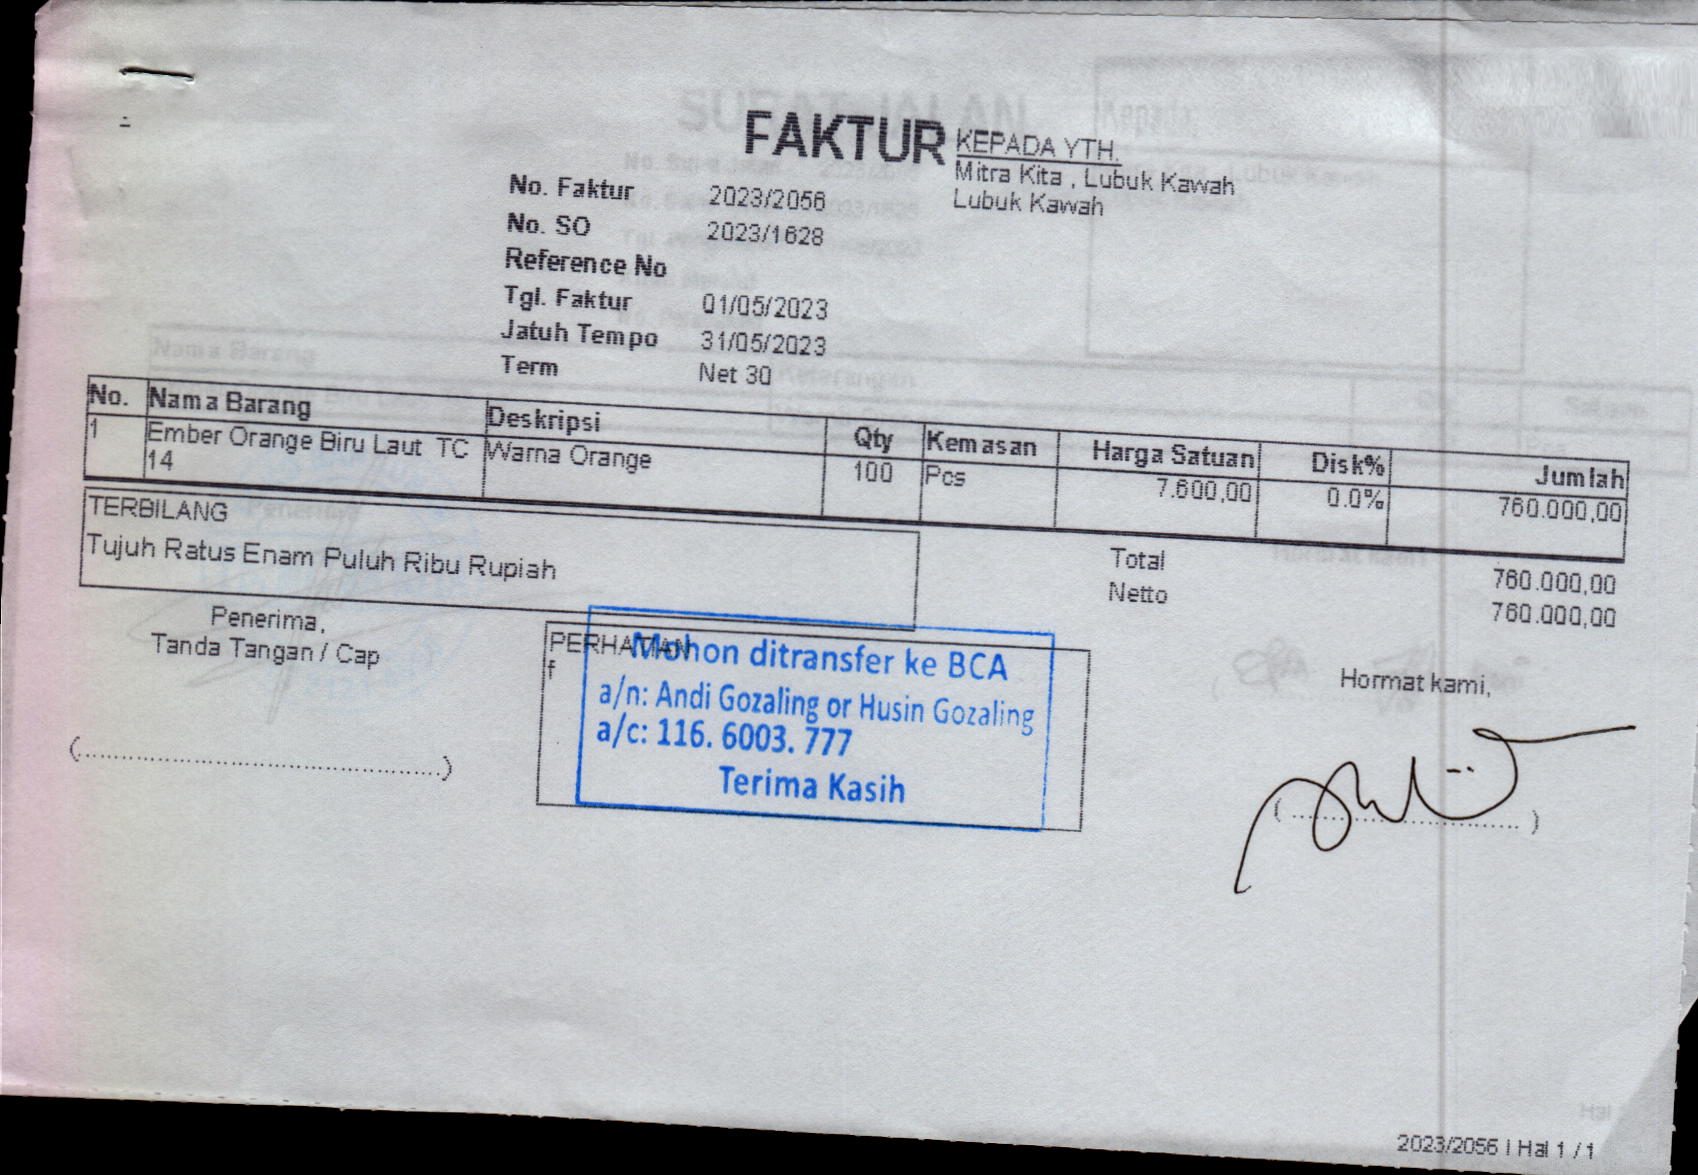 FAKTUR
KEPADA YTH.
Mitra Kita , Lubuk Kawah
Lubuk Kawah
No. Faktur 2023/2056
No. SO 2023/1628
Reference No
Tgl. Faktur 01/05/2023
Jatuh Tempo 31/05/2023
Term Net 30
No. Nama Barang Deskripsi Qty Kemasan Harga Satuan Disk% Jumlah
1 Ember Orange Biru Laut TC Warna Orange 100 Pcs 7.600,00 0.0% 760.000,00
14
TERBILANG
Tujuh Ratus Enam Puluh Ribu Rupiah
Total 760.000,00
Netto 760.000,00
Penerima,
Tanda Tangan / Cap
(..........................................)
PERHATIAN
f
Mohon ditransfer ke BCA
a/n: Andi Gozaling or Husin Gozaling
a/c: 116. 6003. 777
Terima Kasih
Hormat kami,
( .............................. )
2023/2056 | Hal 1 / 1